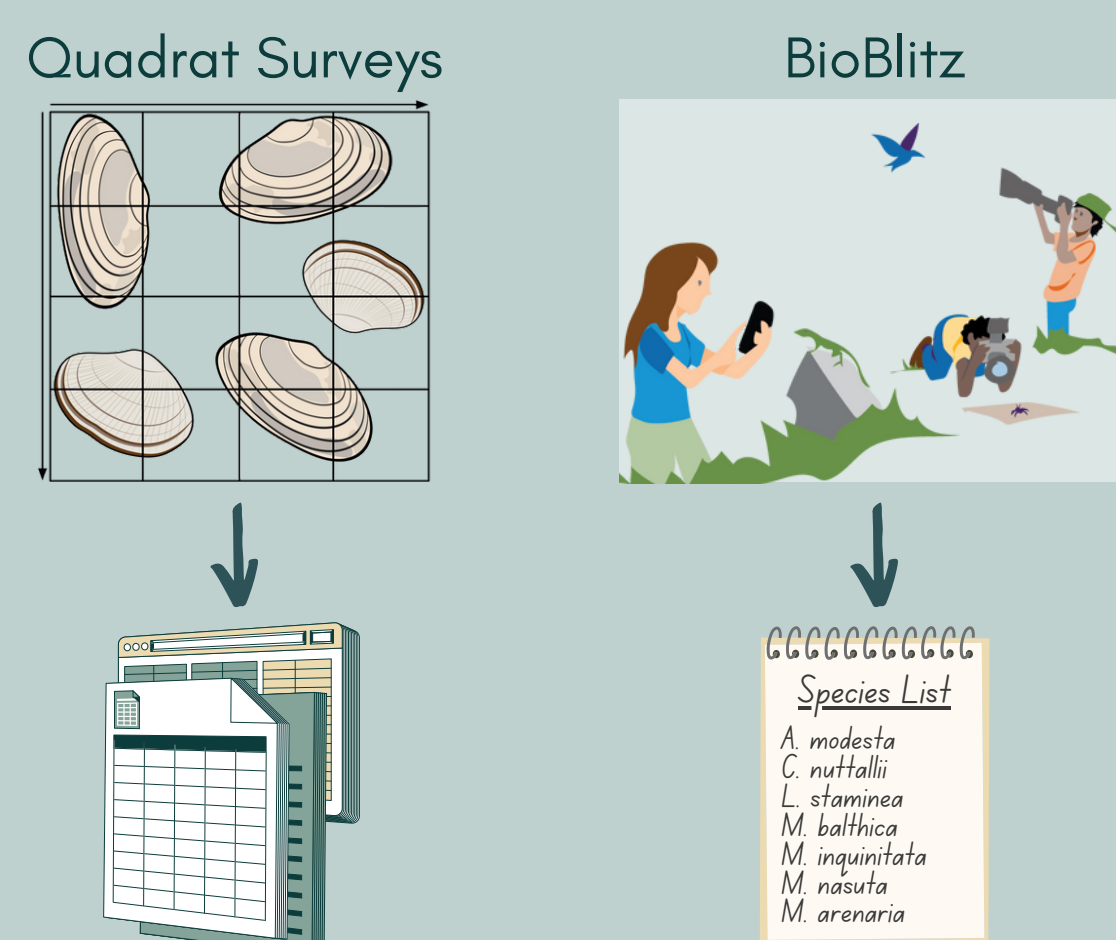 Quadrat Surveys
BioBlitz
Species List
A. modesta
C. nuttallii
L. staminea
M. balthica
M. inquinitata
M. nasuta
M. arenaria